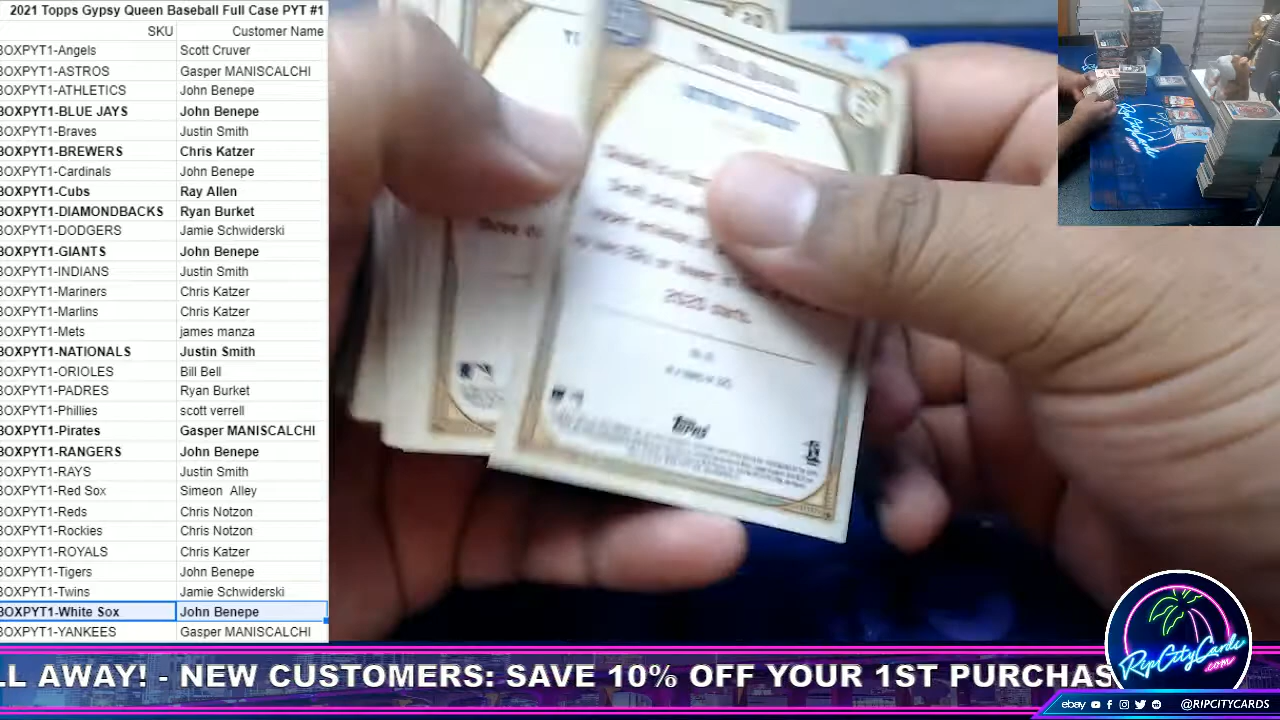 2021 Topps Gypsy Queen Baseball Full Case PYT #1
SKU Customer Name
BOXPYT1-Angels Scott Cruver
BOXPYT1-ASTROS Gasper MANISCALCHI
BOXPYT1-ATHLETICS John Benepe
BOXPYT1-BLUE JAYS John Benepe
BOXPYT1-Braves Justin Smith
BOXPYT1-BREWERS Chris Katzer
BOXPYT1-Cardinals John Benepe
BOXPYT1-Cubs Ray Allen
BOXPYT1-DIAMONDBACKS Ryan Burket
BOXPYT1-DODGERS Jamie Schwiderski
BOXPYT1-GIANTS John Benepe
BOXPYT1-INDIANS Justin Smith
BOXPYT1-Mariners Chris Katzer
BOXPYT1-Marlins Chris Katzer
BOXPYT1-Mets james manza
BOXPYT1-NATIONALS Justin Smith
BOXPYT1-ORIOLES Bill Bell
BOXPYT1-PADRES Ryan Burket
BOXPYT1-Phillies scott verrell
BOXPYT1-Pirates Gasper MANISCALCHI
BOXPYT1-RANGERS John Benepe
BOXPYT1-RAYS Justin Smith
BOXPYT1-Red Sox Simeon Alley
BOXPYT1-Reds Chris Notzon
BOXPYT1-Rockies Chris Notzon
BOXPYT1-ROYALS Chris Katzer
BOXPYT1-Tigers John Benepe
BOXPYT1-Twins Jamie Schwiderski
BOXPYT1-White Sox John Benepe
BOXPYT1-YANKEES Gasper MANISCALCHI
20
2020
Topps
RipCityCards
RipCityCards
.com
LL AWAY! - NEW CUSTOMERS: SAVE 10% OFF YOUR 1ST PURCHAS
ebay @RIPCITYCARDS